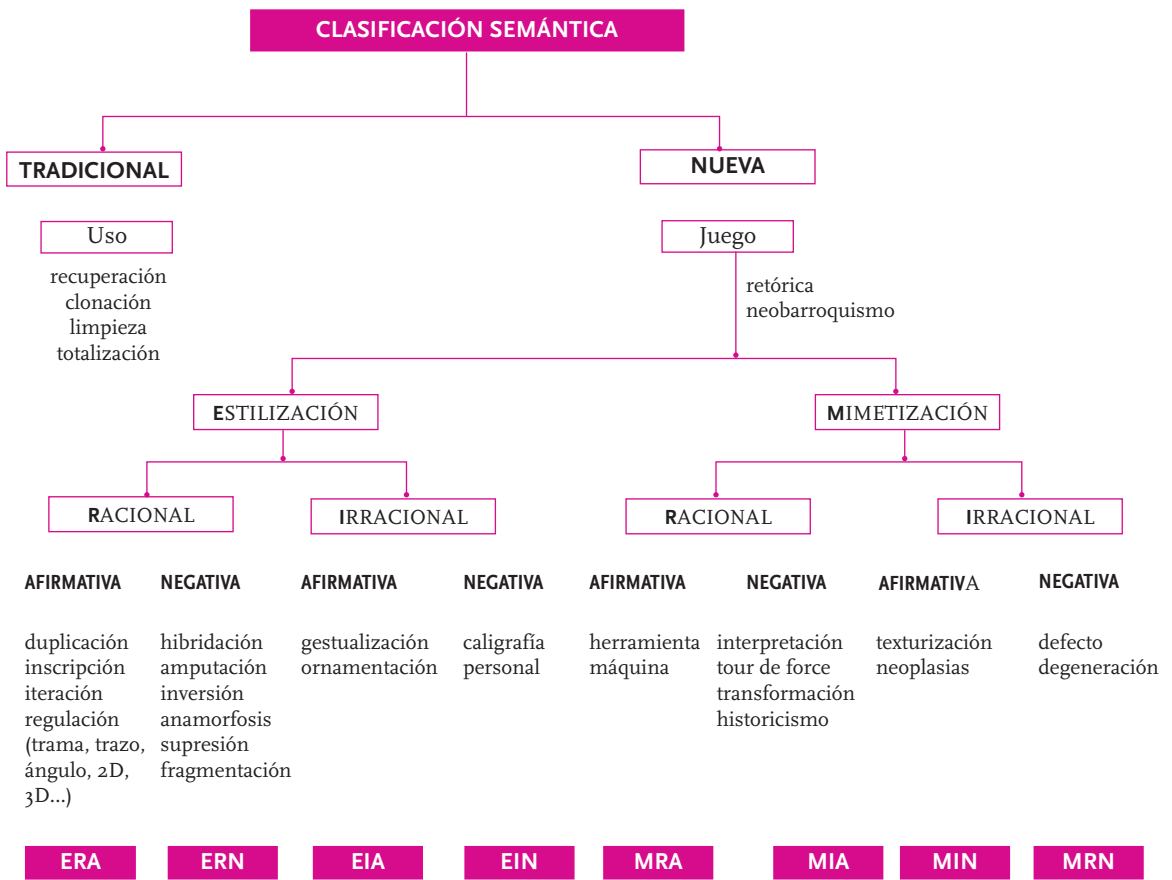 CLASIFICACIÓN SEMÁNTICA
TRADICIONAL
NUEVA
Uso
recuperación
clonación
limpieza
totalización
Juego
retórica
neobarroquismo
ESTILIZACIÓN
MIMETIZACIÓN
RACIONAL
IRRACIONAL
RACIONAL
IRRACIONAL
AFIRMATIVA
duplicación
inscripción
iteración
regulación
(trama, trazo,
ángulo, 2D,
3D...)
NEGATIVA
hibridación
amputación
inversión
anamorfosis
supresión
fragmentación
AFIRMATIVA
gestualización
ornamentación
NEGATIVA
caligrafía
personal
AFIRMATIVA
herramienta
máquina
NEGATIVA
interpretación
tour de force
transformación
historicismo
AFIRMATIVA
texturización
neoplasias
NEGATIVA
defecto
degeneración
ERA
ERN
EIA
EIN
MRA
MIA
MIN
MRN